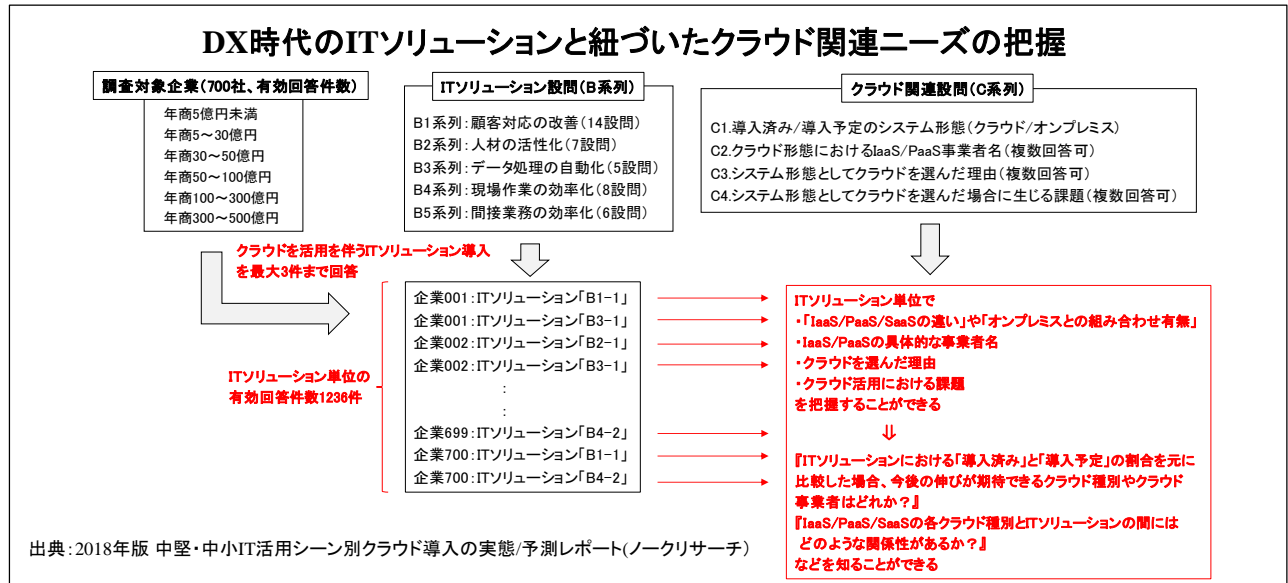 DX時代のITソリューションと紐づいたクラウド関連ニーズの把握
調査対象企業(700社、有効回答件数)
年商5億円未満
年商5～30億円
年商30～50億円
年商50～100億円
年商100～300億円
年商300～500億円
ITソリューション設問(B系列)
B1系列:顧客対応の改善(14設問)
B2系列:人材の活性化(7設問)
B3系列:データ処理の自動化(5設問)
B4系列:現場作業の効率化(8設問)
B5系列:間接業務の効率化(6設問)
クラウド関連設問(C系列)
C1.導入済み/導入予定のシステム形態(クラウド/オンプレミス)
C2.クラウド形態におけるIaaS/PaaS事業者名(複数回答可)
C3.システム形態としてクラウドを選んだ理由(複数回答可)
C4.システム形態としてクラウドを選んだ場合に生じる課題(複数回答可)
クラウドを活用を伴うITソリューション導入
を最大3件まで回答
ITソリューション単位の
有効回答件数1236件
企業001:ITソリューション「B1-1」
企業001:ITソリューション「B3-1」
企業002:ITソリューション「B2-1」
企業002:ITソリューション「B3-1」
:
:
企業699:ITソリューション「B4-2」
企業700:ITソリューション「B1-1」
企業700:ITソリューション「B4-2」
ITソリューション単位で
・「IaaS/PaaS/SaaSの違い」や「オンプレミスとの組み合わせ有無」
・IaaS/PaaSの具体的な事業者名
・クラウドを選んだ理由
・クラウド活用における課題
を把握することができる
⇓
『ITソリューションにおける「導入済み」と「導入予定」の割合を元に
比較した場合、今後の伸びが期待できるクラウド種別やクラウド
事業者はどれか?』
『IaaS/PaaS/SaaSの各クラウド種別とITソリューションの間には
どのような関係性があるか?』
などを知ることができる
出典:2018年版 中堅・中小IT活用シーン別クラウド導入の実態/予測レポート(ノークリサーチ)